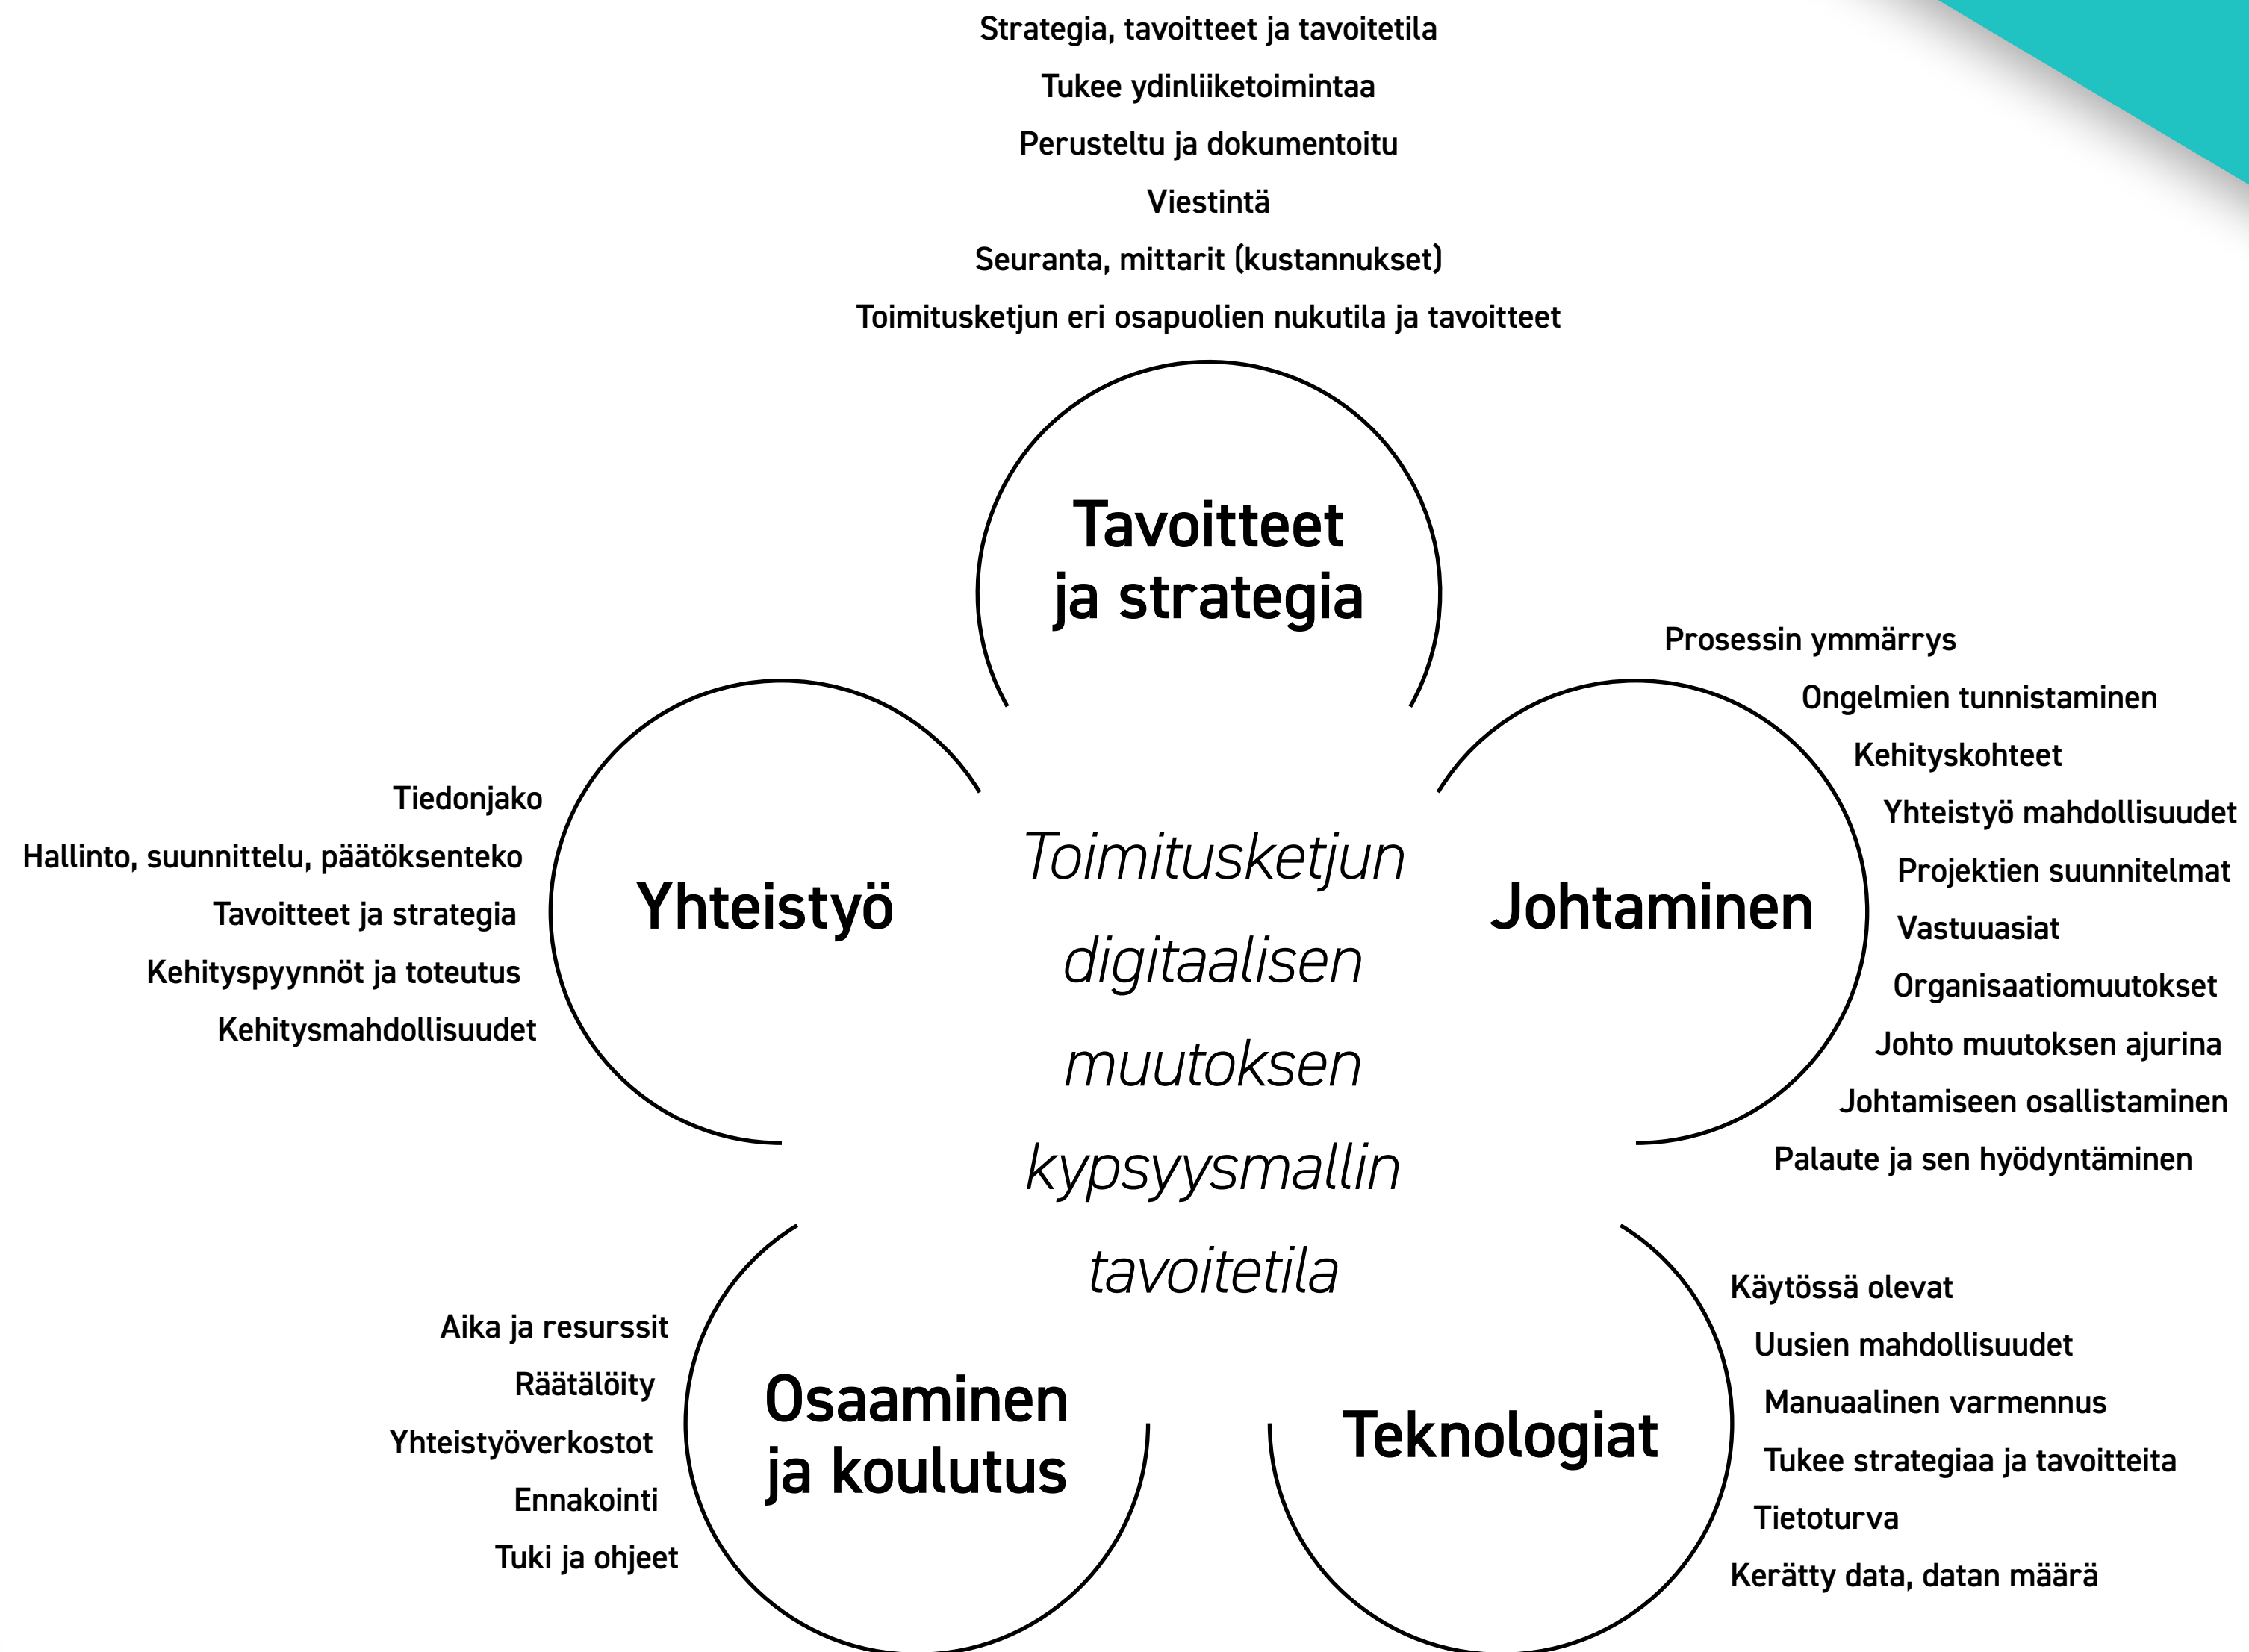 Strategia, tavoitteet ja tavoitetila
Tukee ydinliiketoimintaa
Perusteltu ja dokumentoitu
Viestintä
Seuranta, mittarit (kustannukset)
Toimitusketjun eri osapuolien nukutila ja tavoitteet
Tavoitteet
ja strategia
Prosessin ymmärrys
Ongelmien tunnistaminen
Kehityskohteet
Yhteistyö mahdollisuudet
Projektien suunnitelmat
Vastuuasiat
Organisaatiomuutokset
Johto muutoksen ajurina
Johtamiseen osallistaminen
Palaute ja sen hyödyntäminen
Johtaminen
Tiedonjako
Hallinto, suunnittelu, päätöksenteko
Tavoitteet ja strategia
Kehityspyynnöt ja toteutus
Kehitysmahdollisuudet
Yhteistyö
Toimitusketjun
digitaalisen
muutoksen
kypsyysmallin
tavoitetila
Aika ja resurssit
Räätälöity
Yhteistyöverkostot
Ennakointi
Tuki ja ohjeet
Osaaminen
ja koulutus
Teknologiat
Käytössä olevat
Uusien mahdollisuudet
Manuaalinen varmennus
Tukee strategiaa ja tavoitteita
Tietoturva
Kerätty data, datan määrä